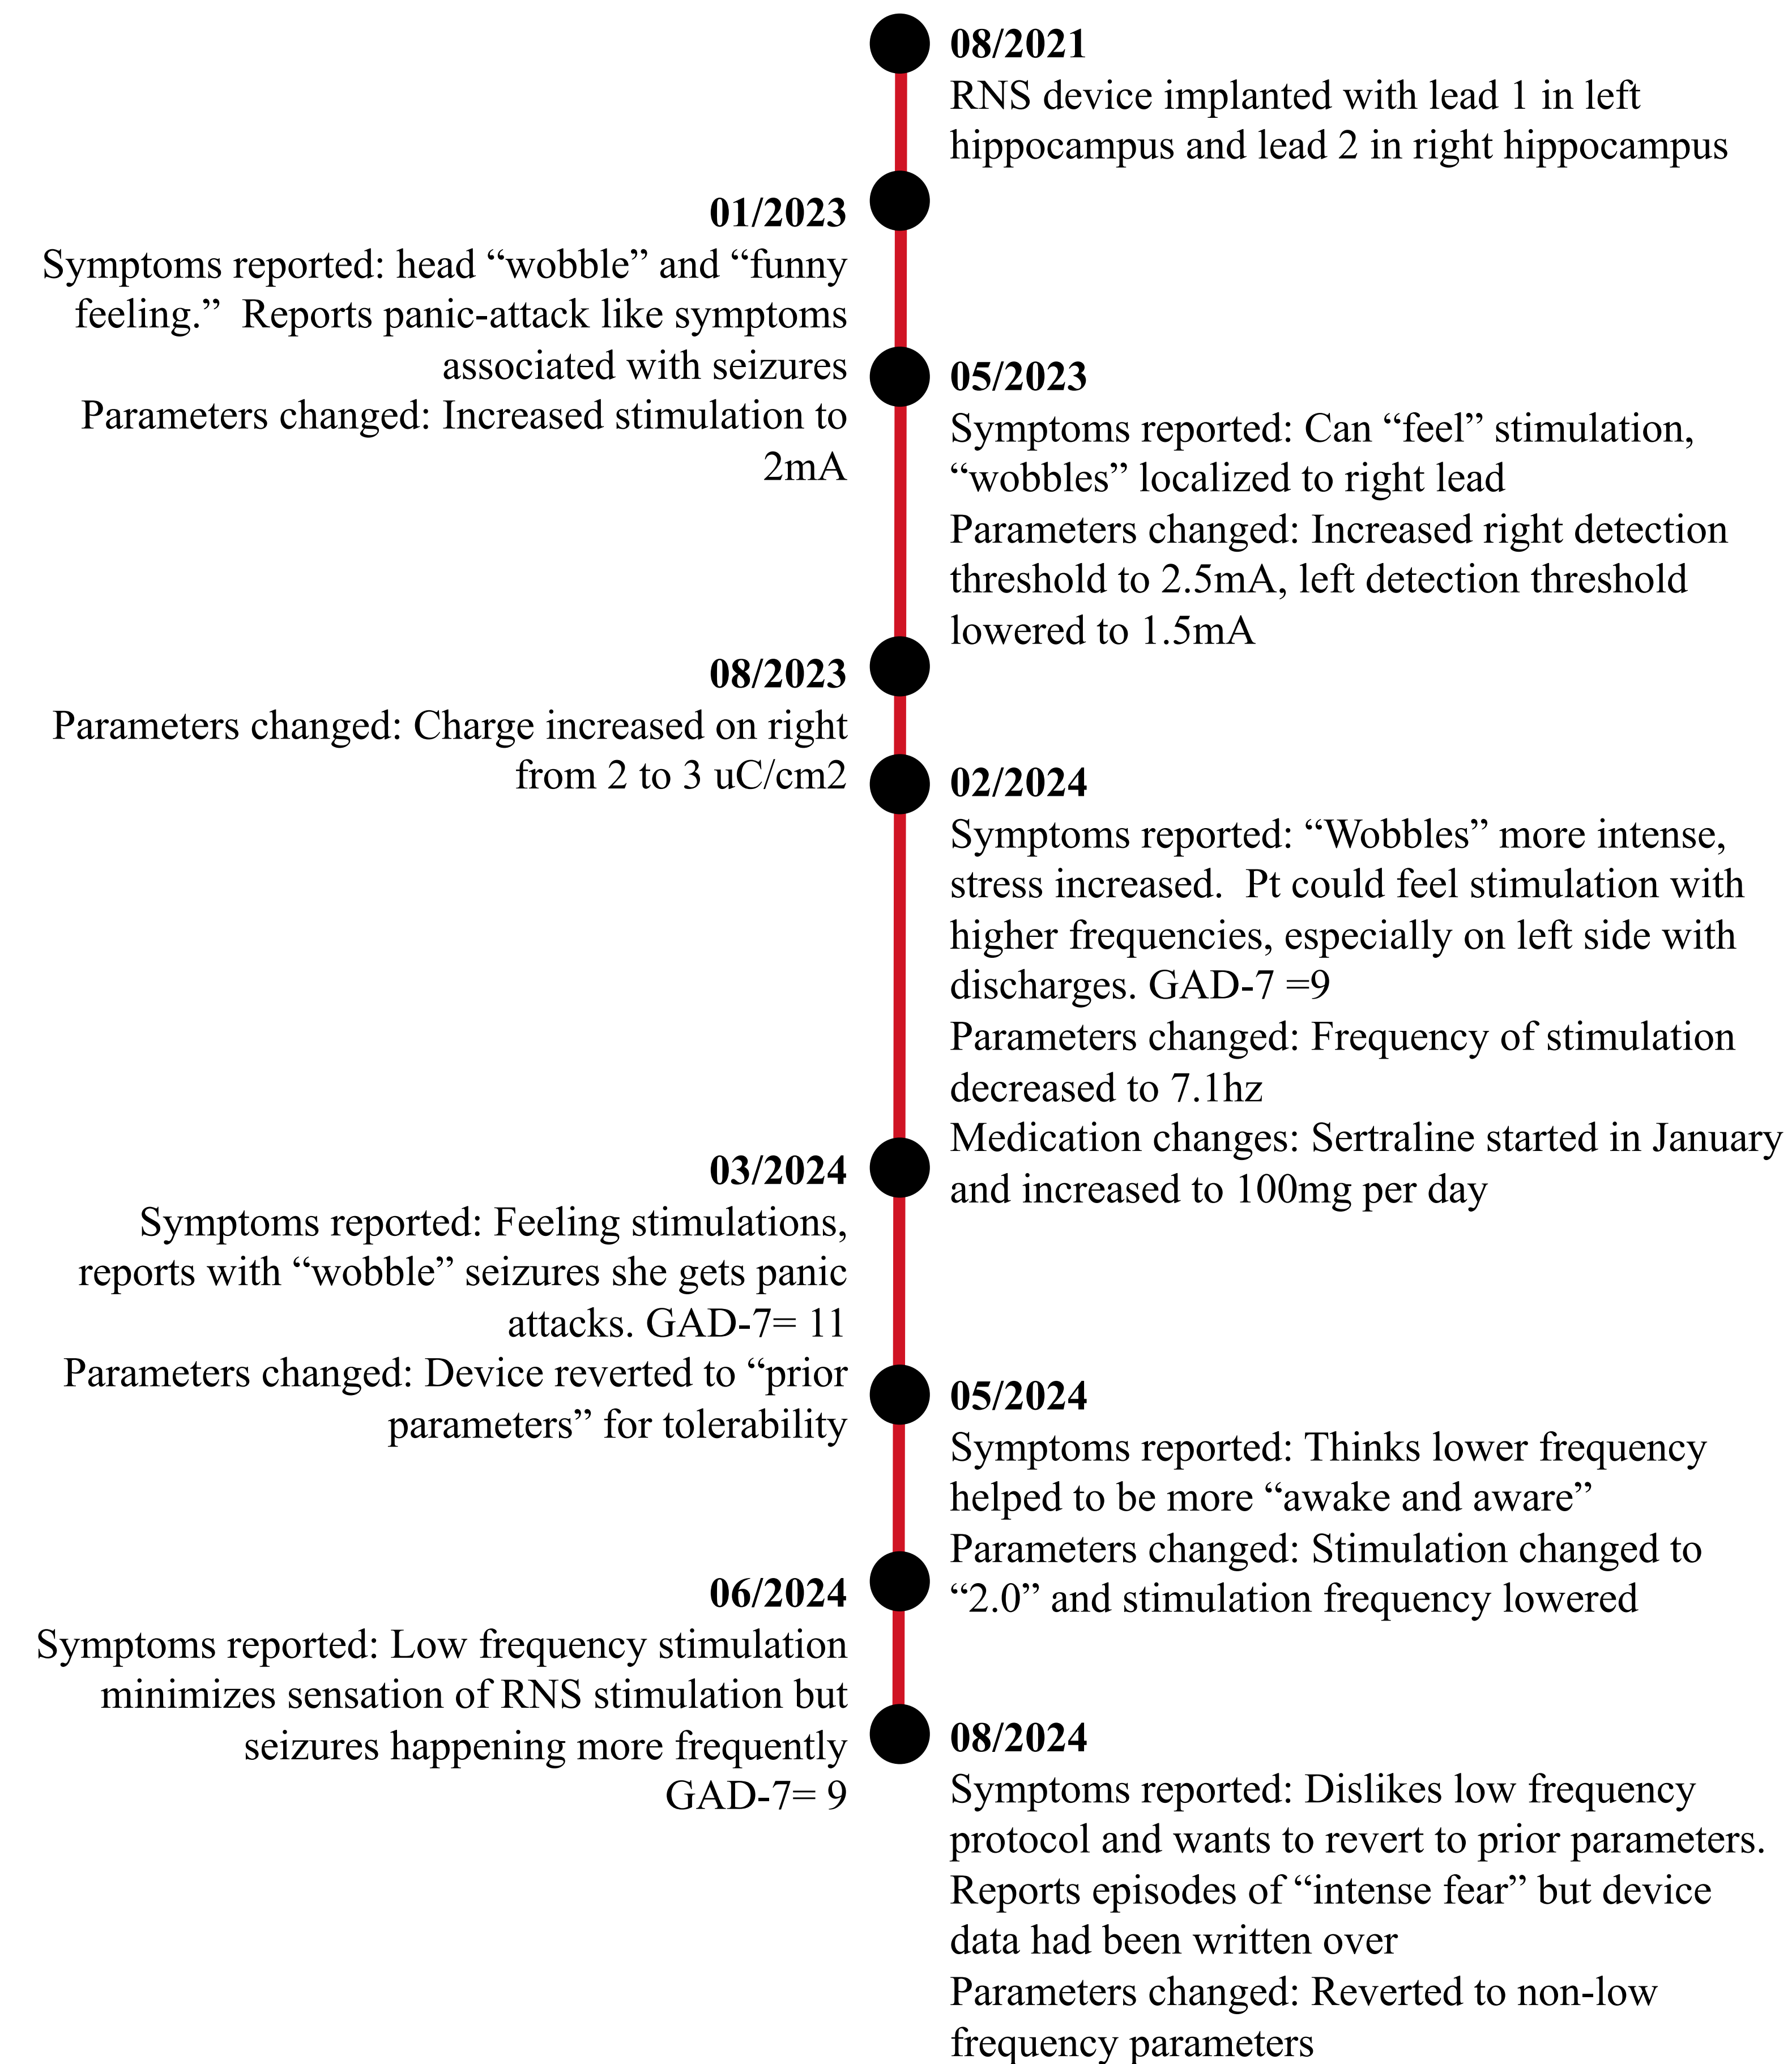 08/2021
RNS device implanted with lead 1 in left
hippocampus and lead 2 in right hippocampus
01/2023
Symptoms reported: head “wobble” and “funny
feeling.”  Reports panic-attack like symptoms
associated with seizures
Parameters changed: Increased stimulation to
2mA
05/2023
Symptoms reported: Can “feel” stimulation,
“wobbles” localized to right lead
Parameters changed: Increased right detection
threshold to 2.5mA, left detection threshold
lowered to 1.5mA
08/2023
Parameters changed: Charge increased on right
from 2 to 3 uC/cm2
02/2024
Symptoms reported: “Wobbles” more intense,
stress increased.  Pt could feel stimulation with
higher frequencies, especially on left side with
discharges. GAD-7 =9
Parameters changed: Frequency of stimulation
decreased to 7.1hz
Medication changes: Sertraline started in January
and increased to 100mg per day
03/2024
Symptoms reported: Feeling stimulations,
reports with “wobble” seizures she gets panic
attacks. GAD-7= 11
Parameters changed: Device reverted to “prior
parameters” for tolerability
05/2024
Symptoms reported: Thinks lower frequency
helped to be more “awake and aware”
Parameters changed: Stimulation changed to
“2.0” and stimulation frequency lowered
06/2024
Symptoms reported: Low frequency stimulation
minimizes sensation of RNS stimulation but
seizures happening more frequently
GAD-7= 9
08/2024
Symptoms reported: Dislikes low frequency
protocol and wants to revert to prior parameters.
Reports episodes of “intense fear” but device
data had been written over
Parameters changed: Reverted to non-low
frequency parameters